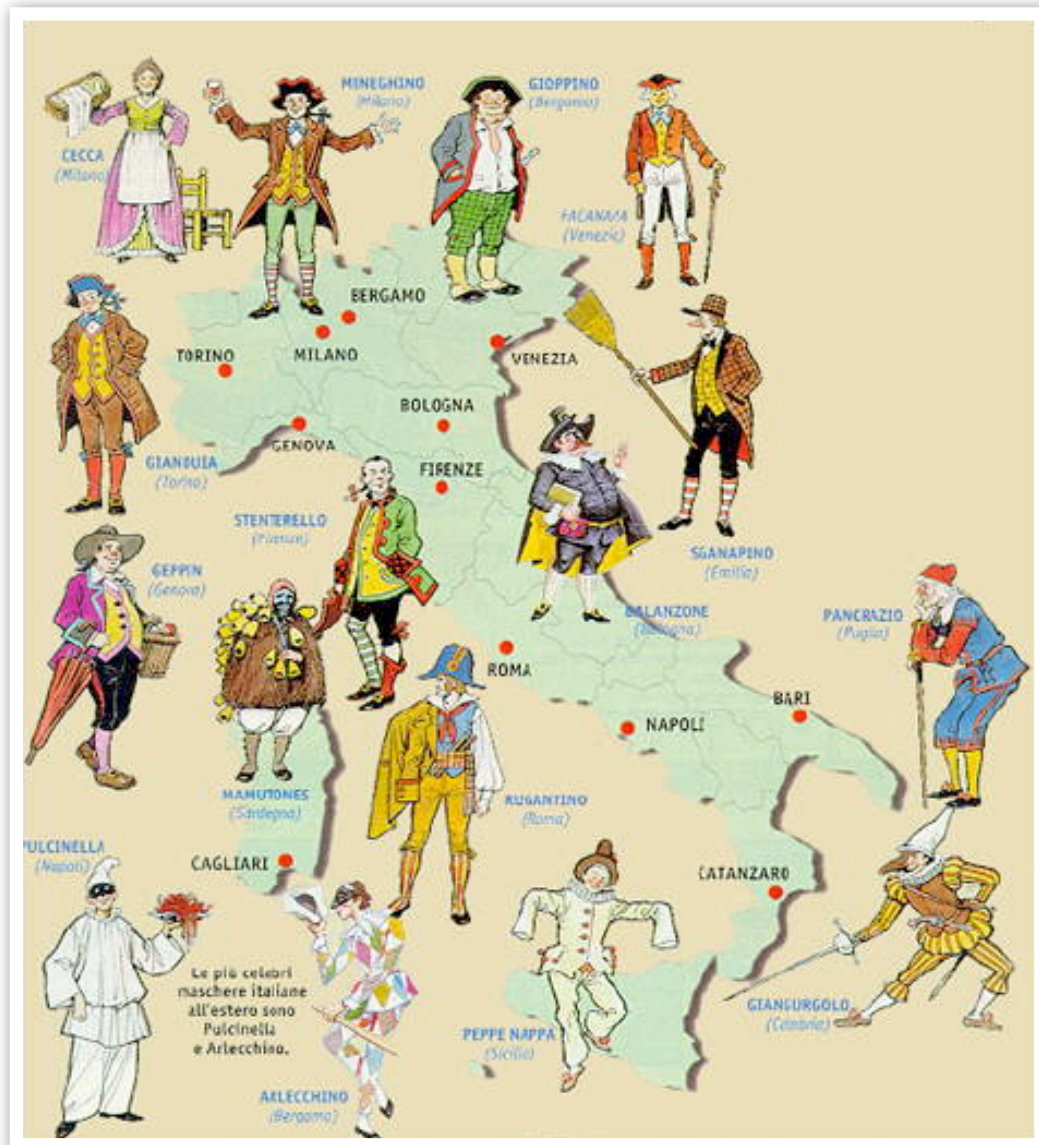 MENEGHINO
(Milano)
GIOPPINO
(Bergamo)
CECCA
(Milano)
FACANAPA
(Venezia)
BERGAMO
TORINO
MILANO
VENEZIA
BOLOGNA
GENOVA
GIANDUIA
(Torino)
FIRENZE
STENTERELLO
(Firenze)
SGANAPINO
(Emilia)
GEPPIN
(Genova)
BALANZONE
(Bologna)
PANCRAZIO
(Puglia)
ROMA
BARI
NAPOLI
MAMUTONES
(Sardegna)
RUGANTINO
(Roma)
PULCINELLA
(Napoli)
CAGLIARI
CATANZARO
Le più celebri
maschere italiane
all'estero sono
Pulcinella
e Arlecchino.
GIANGURGOLO
(Calabria)
PEPPE NAPPA
(Sicilia)
ARLECCHINO
(Bergamo)